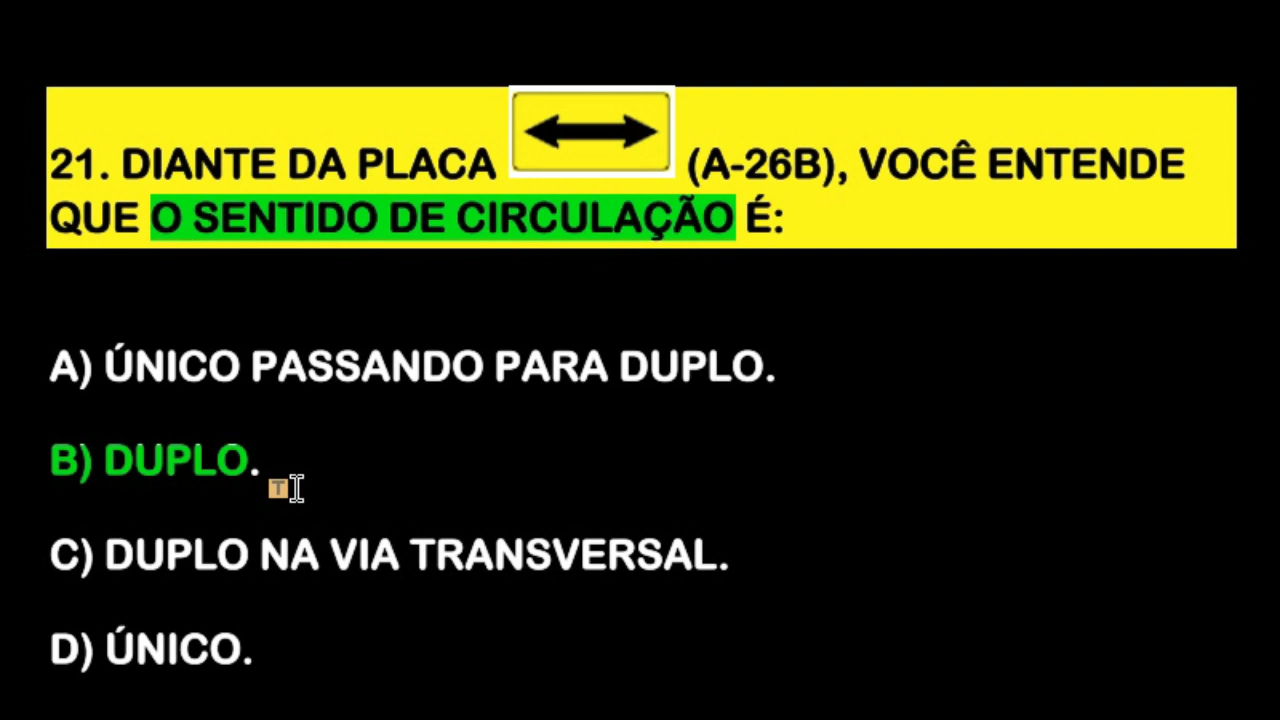 21. DIANTE DA PLACA (A-26B), VOCÊ ENTENDE
QUE O SENTIDO DE CIRCULAÇÃO É:
A) ÚNICO PASSANDO PARA DUPLO.
B) DUPLO.
T
C) DUPLO NA VIA TRANSVERSAL.
D) ÚNICO.